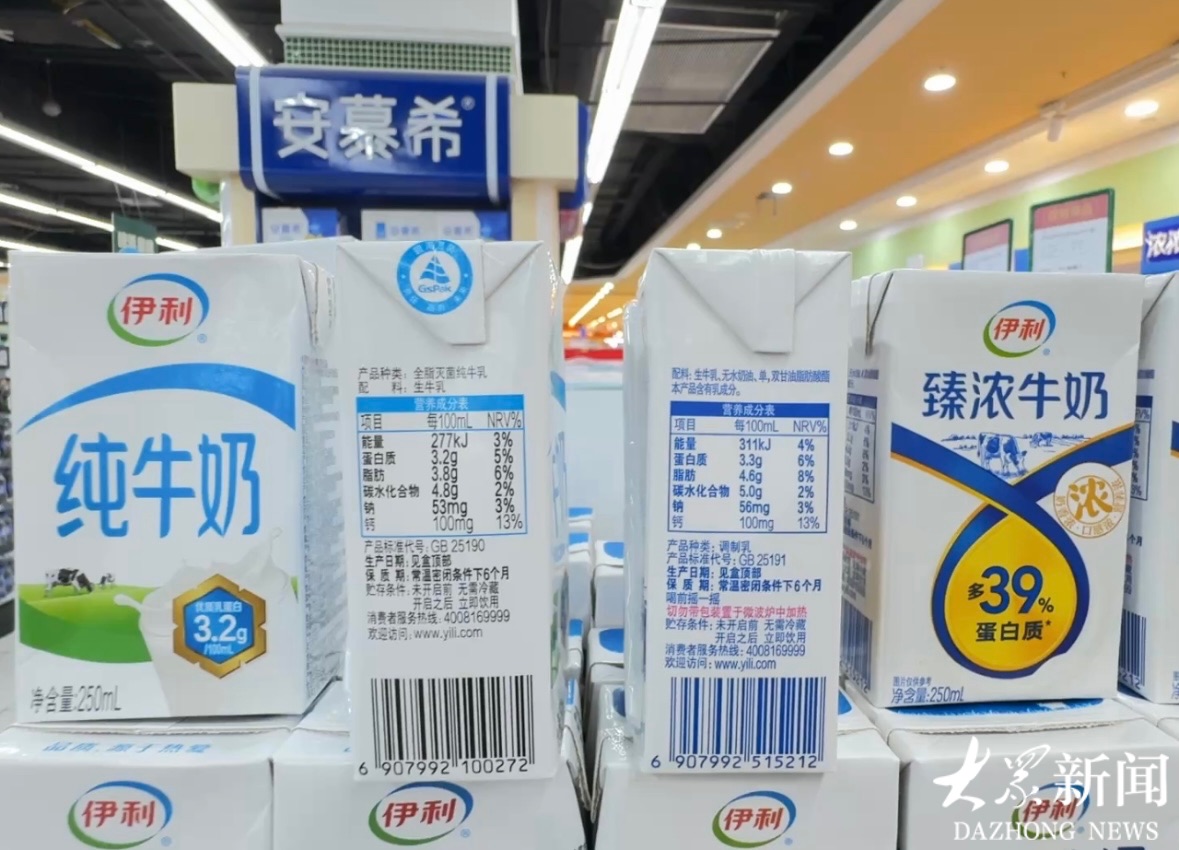 安慕希®
伊利
纯牛奶
优质乳蛋白
3.2g
/100mL
净含量:250mL
GsPak
产品种类: 全脂灭菌纯牛乳
配 料: 生牛乳
营养成分表
项目 每100mL NRV%
能量 277kJ 3%
蛋白质 3.2g 5%
脂肪 3.8g 6%
碳水化合物 4.8g 2%
钠 53mg 3%
钙 100mg 13%
产品标准代号: GB 25190
生产日期: 见盒顶部
保 质 期: 常温密闭条件下6个月
贮存条件: 未开启前 无需冷藏
开启之后 立即饮用
消费者服务热线: 4008169999
欢迎访问: www.yili.com
6 907992 100272
配料: 生牛乳、无水奶油、单,双甘油脂肪酸酯
本产品含有乳成分。
营养成分表
项目 每100mL NRV%
能量 311kJ 4%
蛋白质 3.3g 6%
脂肪 4.6g 8%
碳水化合物 5.0g 2%
钠 56mg 3%
钙 100mg 13%
产品种类: 调制乳
产品标准代号: GB 25191
生产日期: 见盒顶部
保 质 期: 常温密闭条件下6个月
喝前摇一摇
切勿带包装置于微波炉中加热
贮存条件: 未开启前 无需冷藏
开启之后 立即饮用
消费者服务热线: 4008169999
欢迎访问: www.yili.com
6 907992 515212
伊利
臻浓牛奶
浓
多39%
蛋白质*
图片仅供参考
净含量:250mL
伊利
伊利
伊利
伊利
大众新闻
DAZHONG NEWS